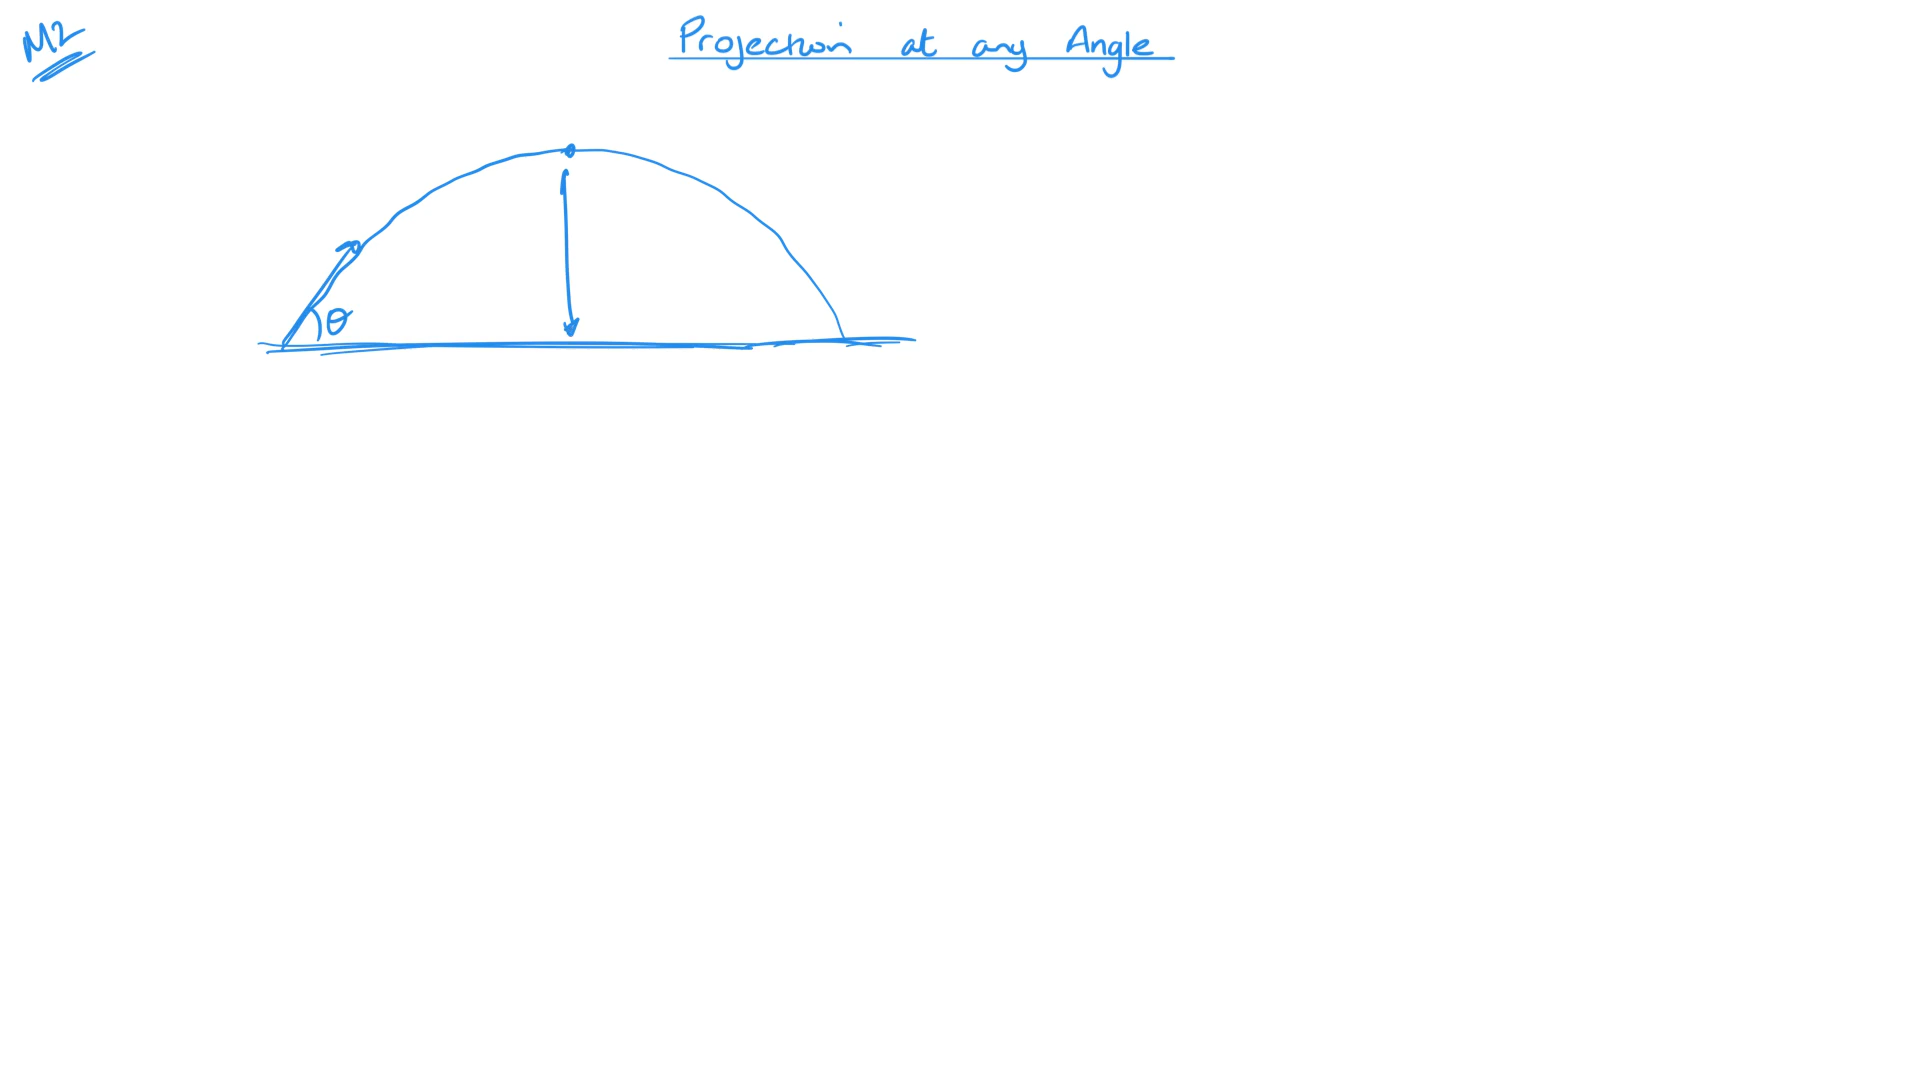 M2
Projection at any Angle
θ